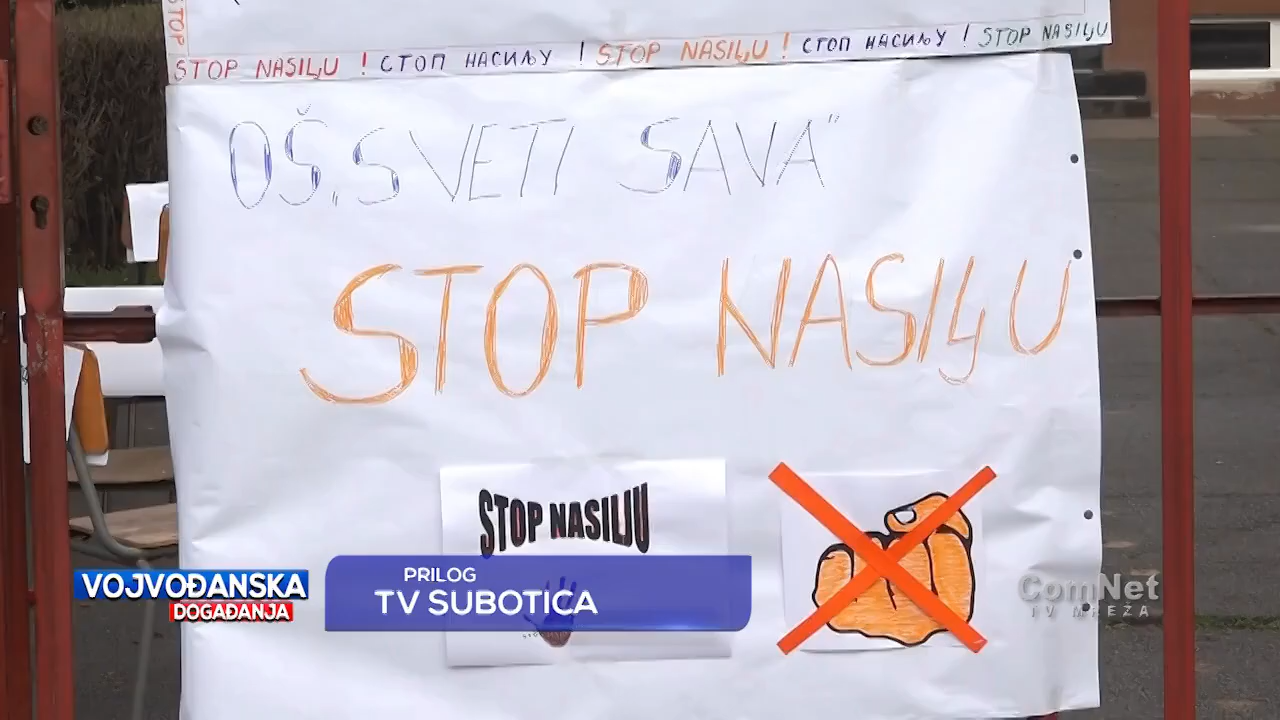 STOP
STOP NASILJU ! СТОП НАСИЉУ ! STOP NASILJU ! СТОП НАСИЉУ ! STOP NASILJU
OŠ „SVETI SAVA"
STOP NASILJU
STOP NASILJU
VOJVOĐANSKA
DOGAĐANJA
PRILOG
TV SUBOTICA
ComNet
TV MREŽA